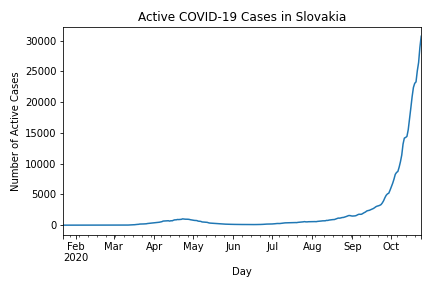 Active COVID-19 Cases in Slovakia
Number of Active Cases
30000
25000
20000
15000
10000
5000
0
Feb Mar Apr May Jun Jul Aug Sep Oct
2020
Day